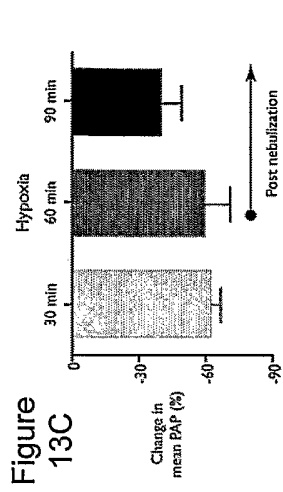 Figure
13C
Hypoxia
30 min
60 min
90 min
0
-30
-60
-90
Change in
mean PAP (%)
Post nebulization